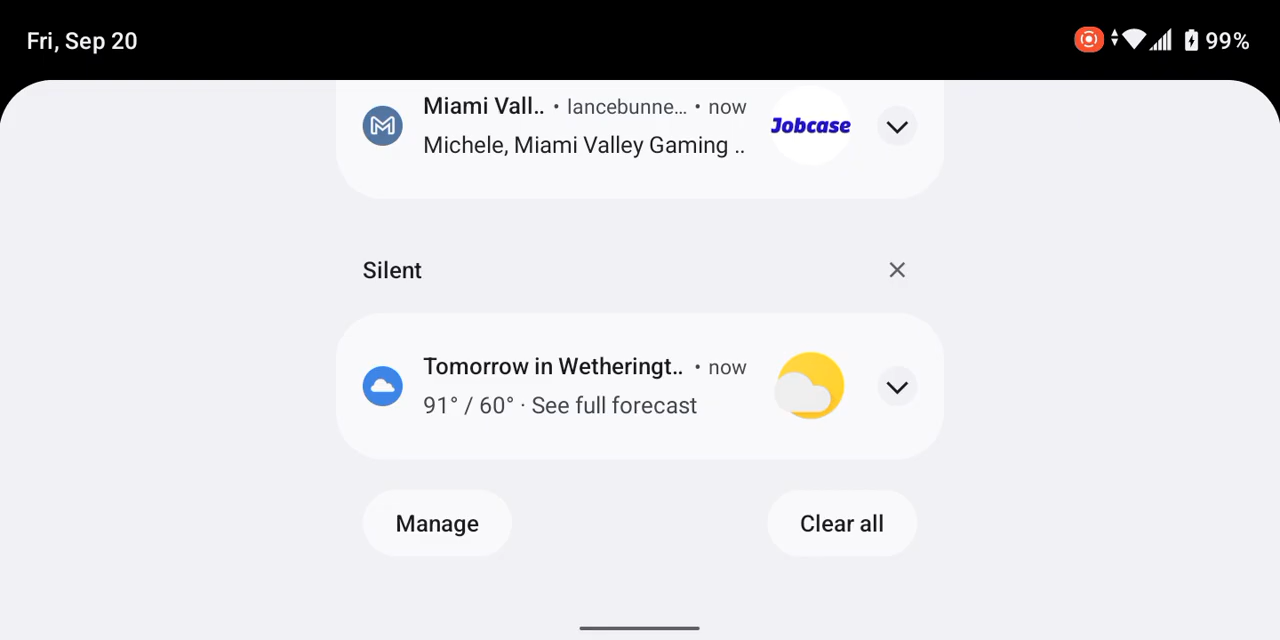 Fri, Sep 20
99%
Miami Vall.. • lancebunne... • now
Jobcase
Michele, Miami Valley Gaming ..
Silent
Tomorrow in Wetheringt.. • now
91° / 60° · See full forecast
Manage
Clear all